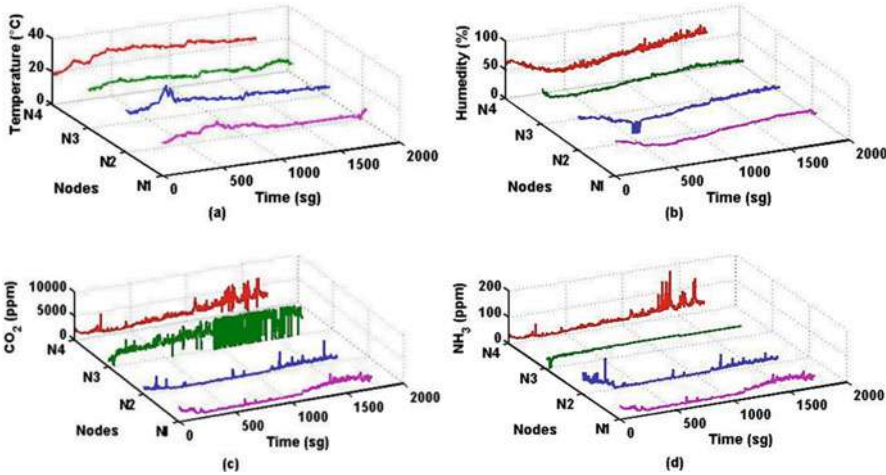 Temperature (°C)
40
20
0
N4
N3
N2
N1
Nodes
0
500
1000
1500
2000
Time (sg)
(a)
Humedity (%)
100
50
0
N4
N3
N2
N1
Nodes
0
500
1000
1500
2000
Time (sg)
(b)
CO2 (ppm)
10000
5000
0
N4
N3
N2
N1
Nodes
0
500
1000
1500
2000
Time (sg)
(c)
NH3 (ppm)
200
100
0
N4
N3
N2
N1
Nodes
0
500
1000
1500
2000
Time (sg)
(d)